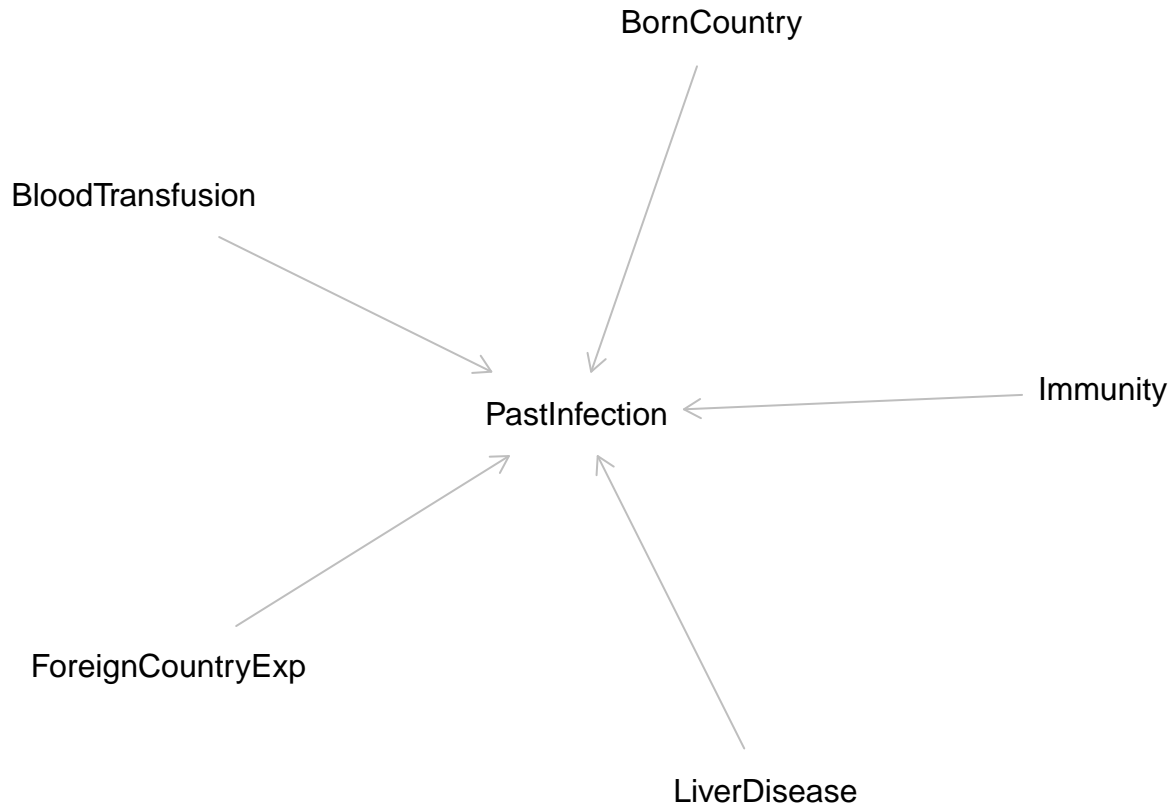 BornCountry
BloodTransfusion
Immunity
PastInfection
ForeignCountryExp
LiverDisease